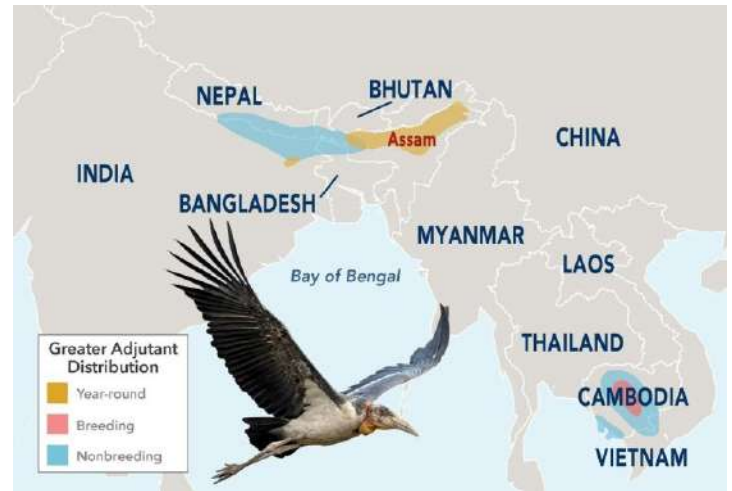 NEPAL
BHUTAN
Assam
CHINA
INDIA
BANGLADESH
MYANMAR
Bay of Bengal
LAOS
THAILAND
CAMBODIA
VIETNAM
Greater Adjutant
Distribution
Year-round
Breeding
Nonbreeding